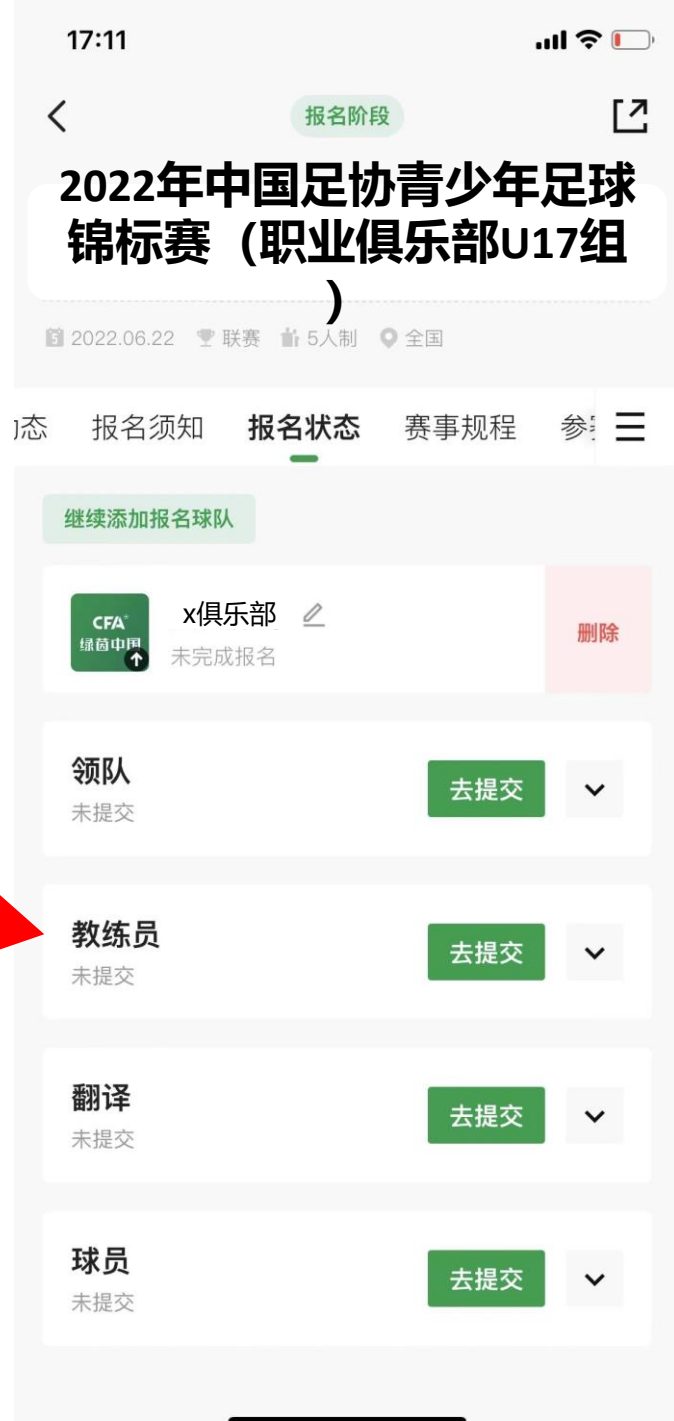 17:11
报名阶段
2022年中国足协青少年足球
锦标赛（职业俱乐部U17组
）
2022.06.22 联赛 5人制 全国
态 报名须知 报名状态 赛事规程 参
继续添加报名球队
CFA
绿茵中国
x俱乐部
未完成报名
删除
领队
未提交
去提交
教练员
未提交
去提交
翻译
未提交
去提交
球员
未提交
去提交